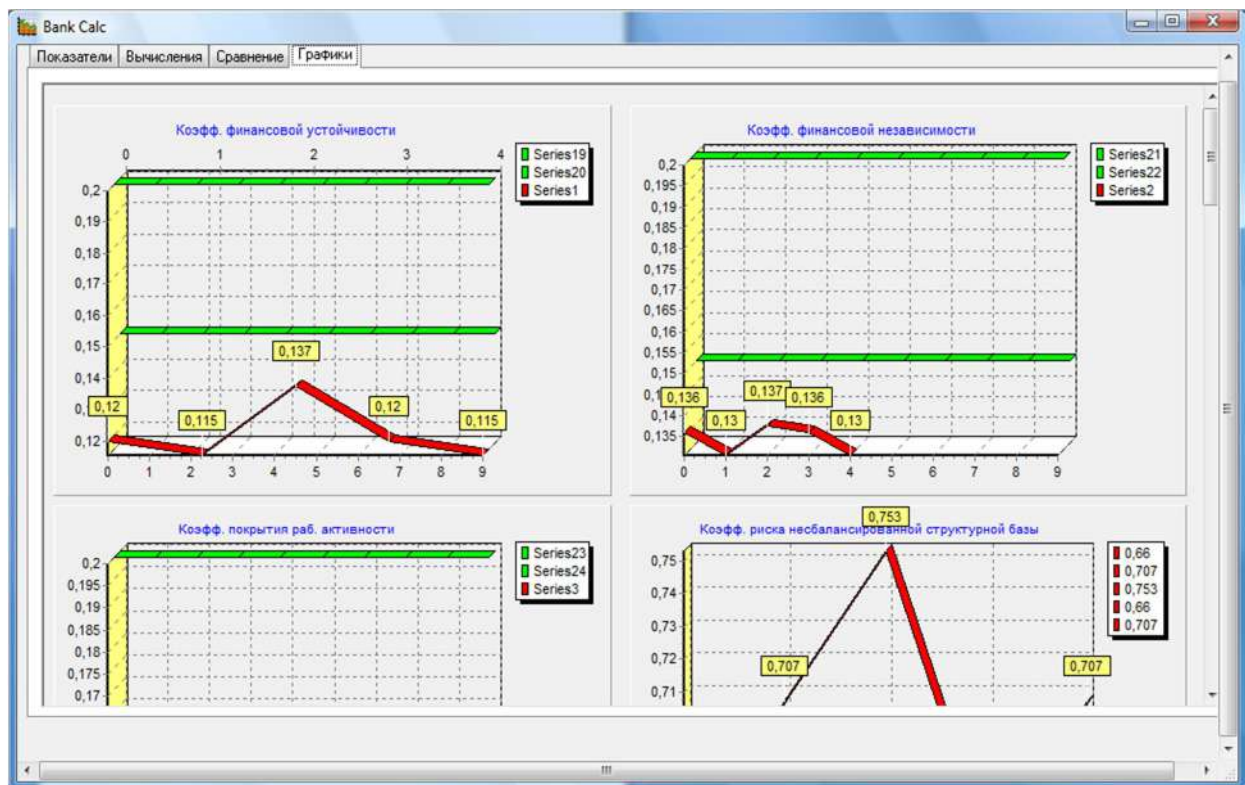 Bank Calc
Показатели Вычисления Сравнение Графики
Коэфф. финансовой устойчивости
0 1 2 3 4
Series19
Series20
Series1
0,2
0,19
0,18
0,17
0,16
0,15
0,14
0,1
0,12
0,12
0,115
0,137
0,12
0,115
0 1 2 3 4 5 6 7 8 9
Коэфф. финансовой независимости
Series21
Series22
Series2
0,2
0,195
0,19
0,185
0,18
0,175
0,17
0,165
0,16
0,155
0,15
0,1
0,14
0,135
0,136
0,13
0,137
0,136
0,13
0 1 2 3 4 5 6 7 8 9
Коэфф. покрытия раб. активности
Series23
Series24
Series3
0,2
0,195
0,19
0,185
0,18
0,175
0,17
Коэфф. риска несбалансированной структурной базы
0,753
0,66
0,707
0,753
0,66
0,707
0,75
0,74
0,73
0,72
0,71
0,707
0,707